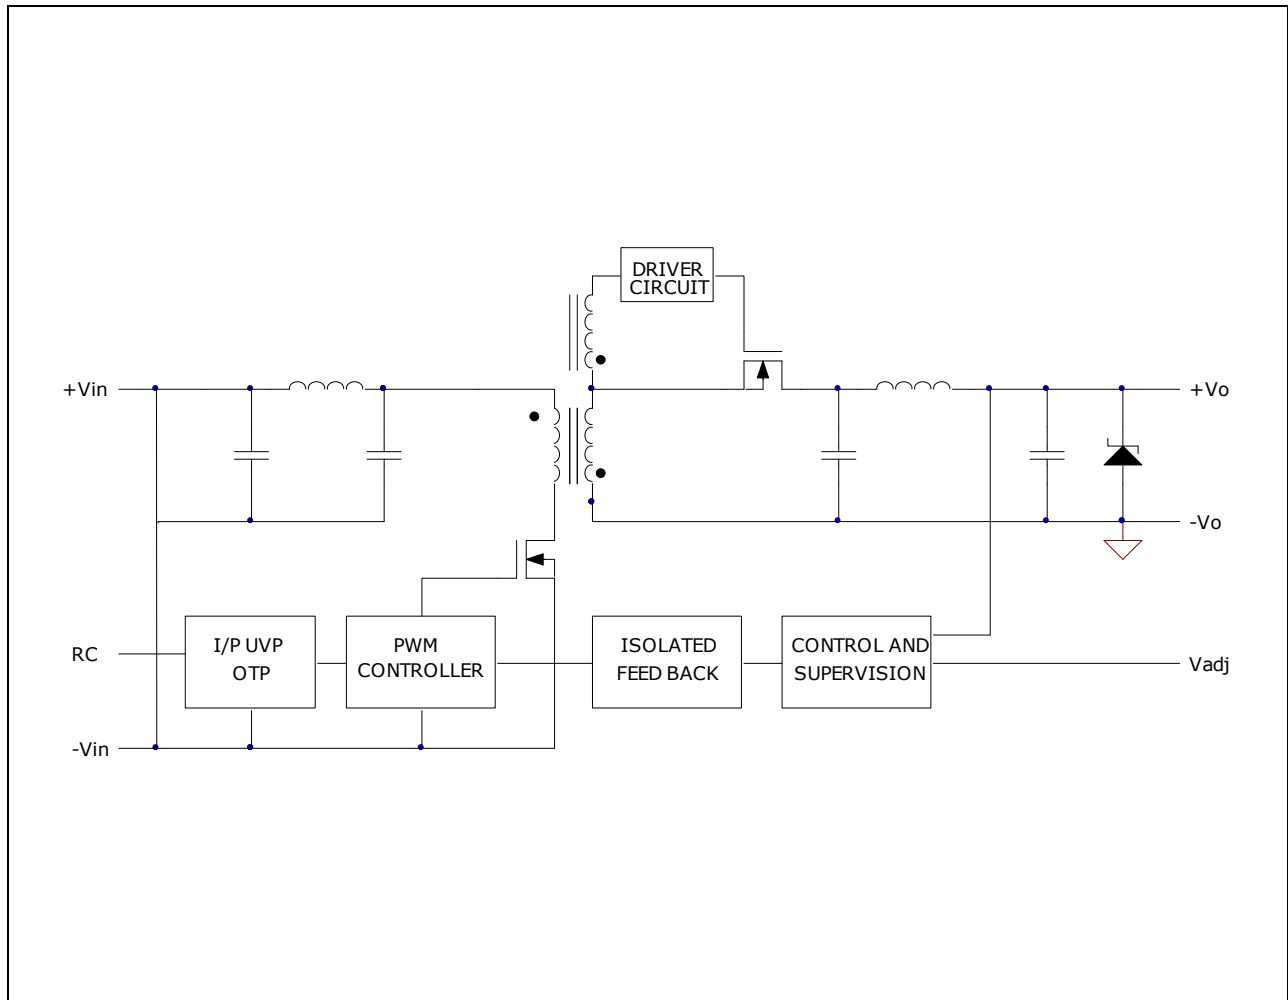 DRIVER
CIRCUIT
+Vin
+Vo
-Vo
RC
I/P UVP
OTP
PWM
CONTROLLER
ISOLATED
FEED BACK
CONTROL AND
SUPERVISION
Vadj
-Vin